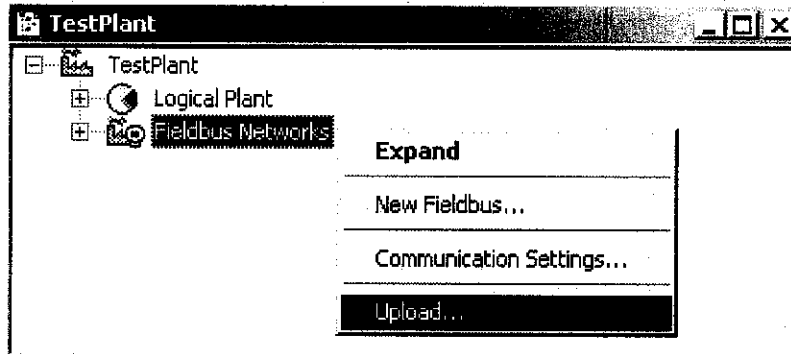 TestPlant
TestPlant
Logical Plant
Fieldbus Networks
Expand
New Fieldbus...
Communication Settings...
Upload...